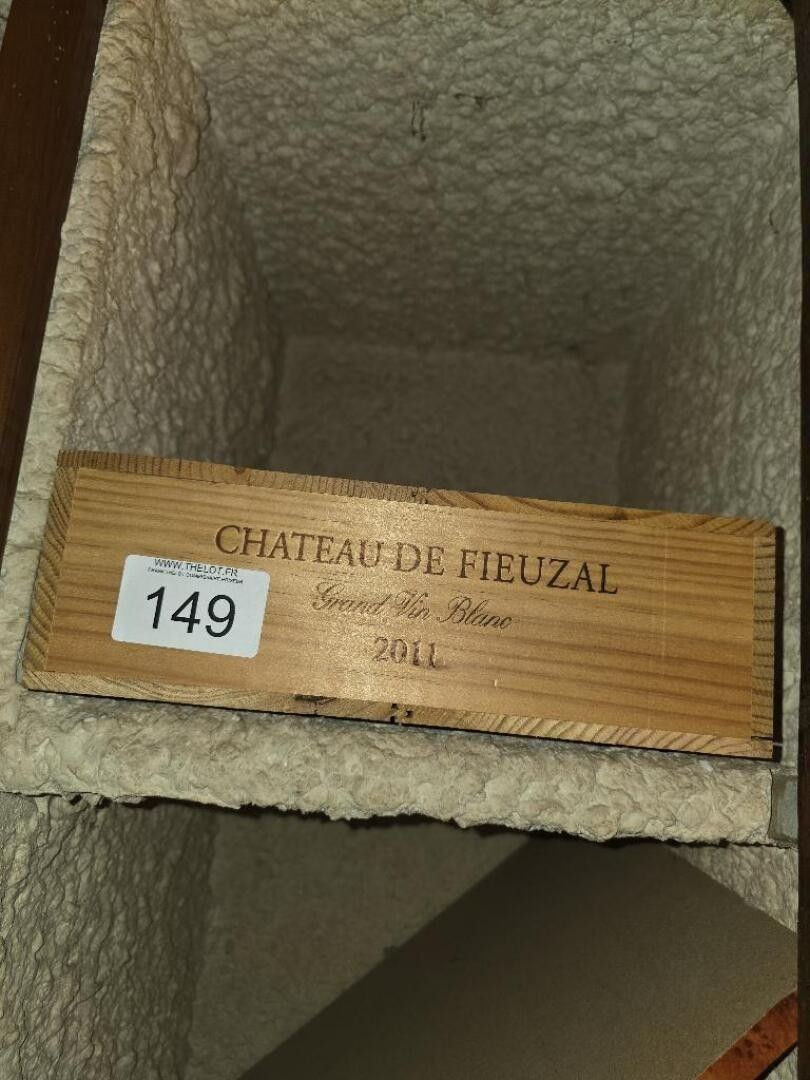 CHATEAU DE FIEUZAL
Grand Vin Blanc
2011
WWW.THELOT.FR
149